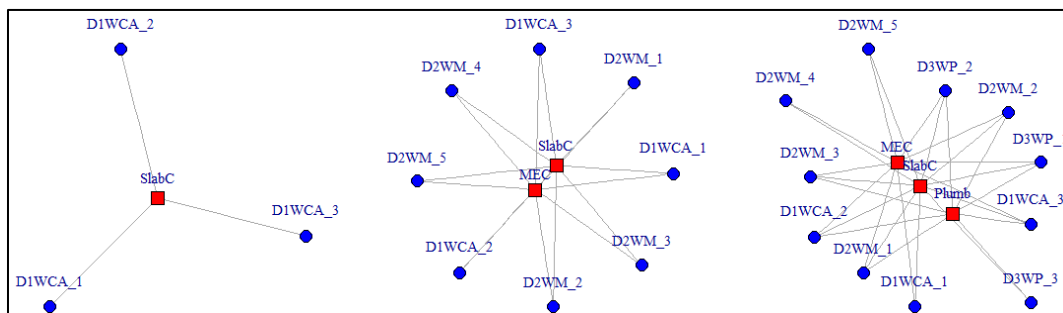 D1WCA_2
SlabC
D1WCA_3
D1WCA_1
D1WCA_3
D2WM_4
D2WM_1
SlabC
D1WCA_1
D2WM_5
MEC
D1WCA_2
D2WM_3
D2WM_2
D2WM_5
D2WM_4
D3WP_2
D2WM_2
MEC
D3WP_
D2WM_3
SlabC
Plumb
D1WCA_3
D1WCA_2
D2WM_1
D1WCA_1
D3WP_3